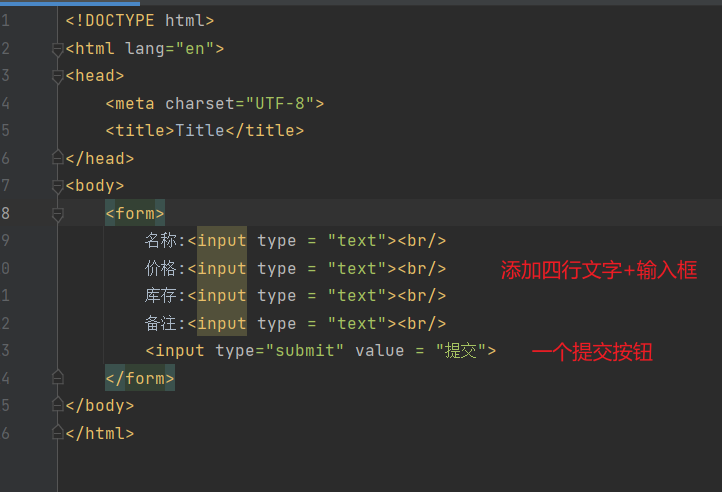 1 <!DOCTYPE html>
2 <html lang="en">
3 <head>
4 <meta charset="UTF-8">
5 <title>Title</title>
6 </head>
7 <body>
8 <form>
9 名称:<input type = "text"><br/>
0 价格:<input type = "text"><br/> 添加四行文字+输入框
1 库存:<input type = "text"><br/>
2 备注:<input type = "text"><br/>
3 <input type="submit" value = "提交"> 一个提交按钮
4 </form>
5 </body>
6 </html>